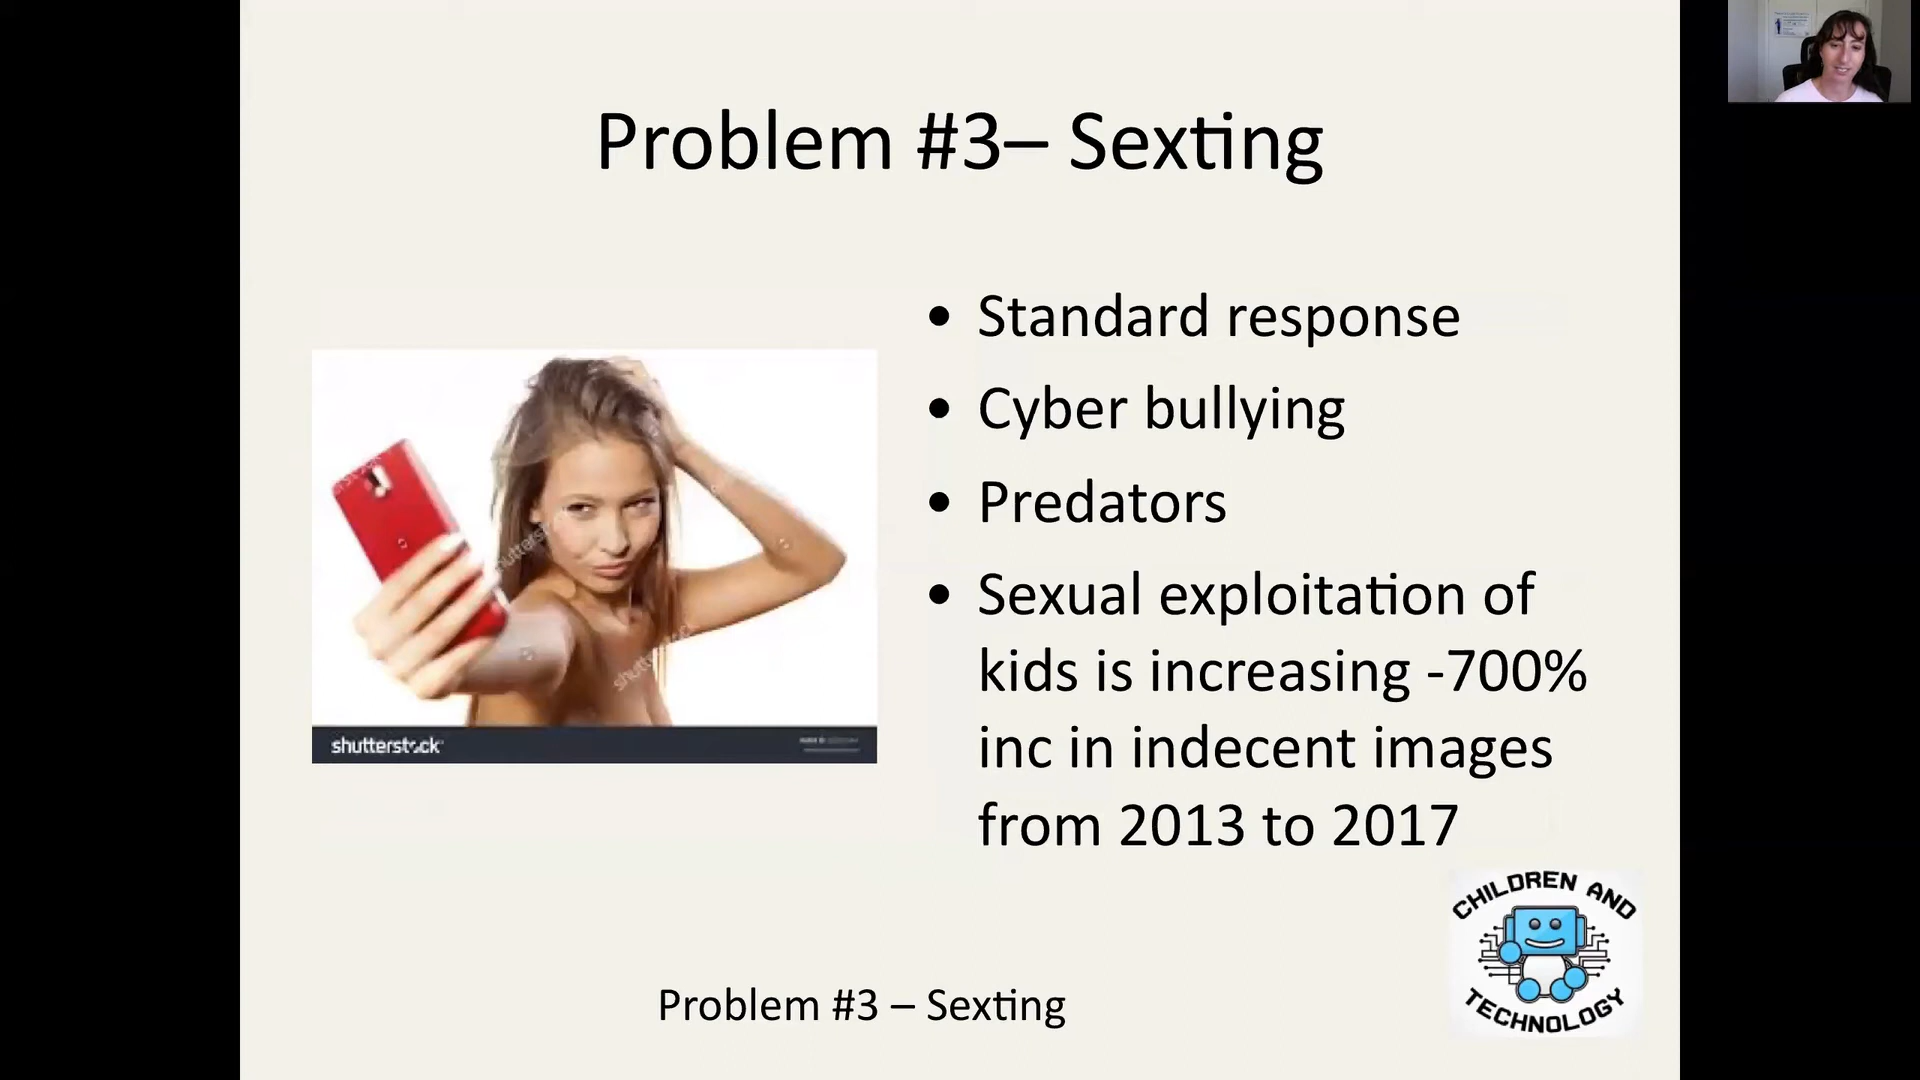 Problem #3– Sexting
• Standard response
• Cyber bullying
• Predators
• Sexual exploitation of
kids is increasing -700%
inc in indecent images
from 2013 to 2017
shutterstock
CHILDREN AND
TECHNOLOGY
Problem #3 – Sexting